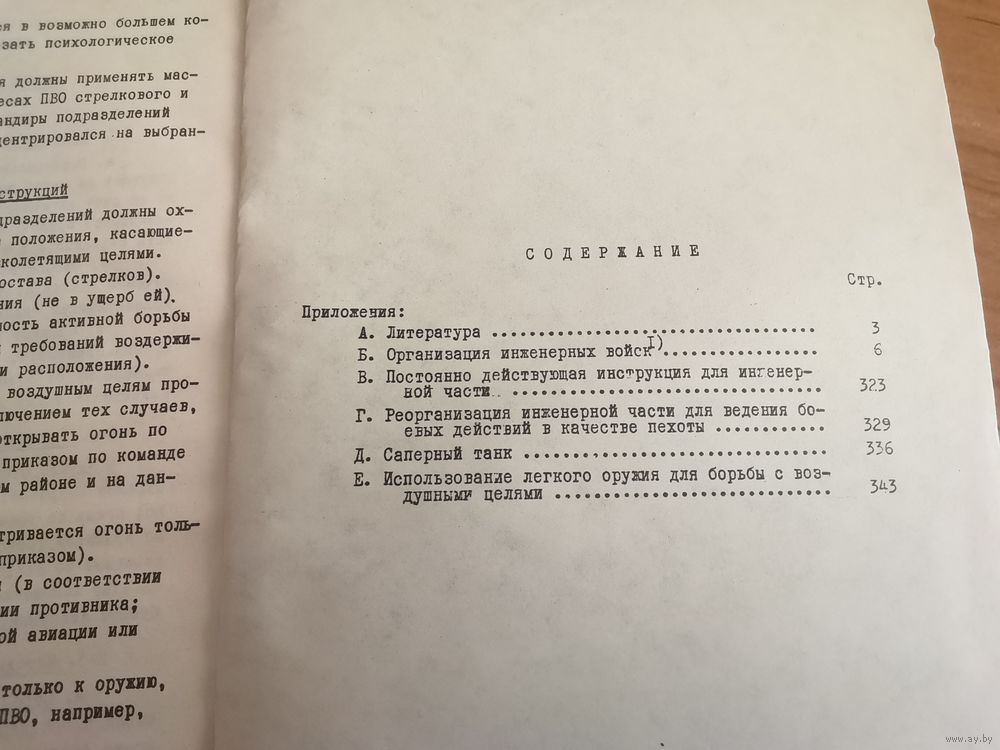 ся в возможно большем ко-
зать психологическое
я должны применять мас-
есах ПВО стрелкового и
андиры подразделений
центрировался на выбран-
струкций
дразделений должны ох-
положения, касающие-
колетящими целями.
остава (стрелков).
ния (не в ущерб ей).
ность активной борьбы
требований воздержи-
и расположения).
воздушным целям про-
лючением тех случаев,
открывать огонь по
приказом по команде
м районе и на дан-
тривается огонь толь-
приказом).
(в соответствии
ии противника;
ой авиации или
только к оружию,
ПВО, например,
СОДЕРЖАНИЕ
Стр.
Приложения:
А. Литература .................................. 3
Б. Организация инженерных войск I) ................. 6
В. Постоянно действующая инструкция для инженер-
ной части.. ................................ 323
Г. Реорганизация инженерной части для ведения бо-
евых действий в качестве пехоты ............ 329
Д. Саперный танк ................................ 336
Е. Использование легкого оружия для борьбы с воз-
душными целями ............................. 343
www.ay.by